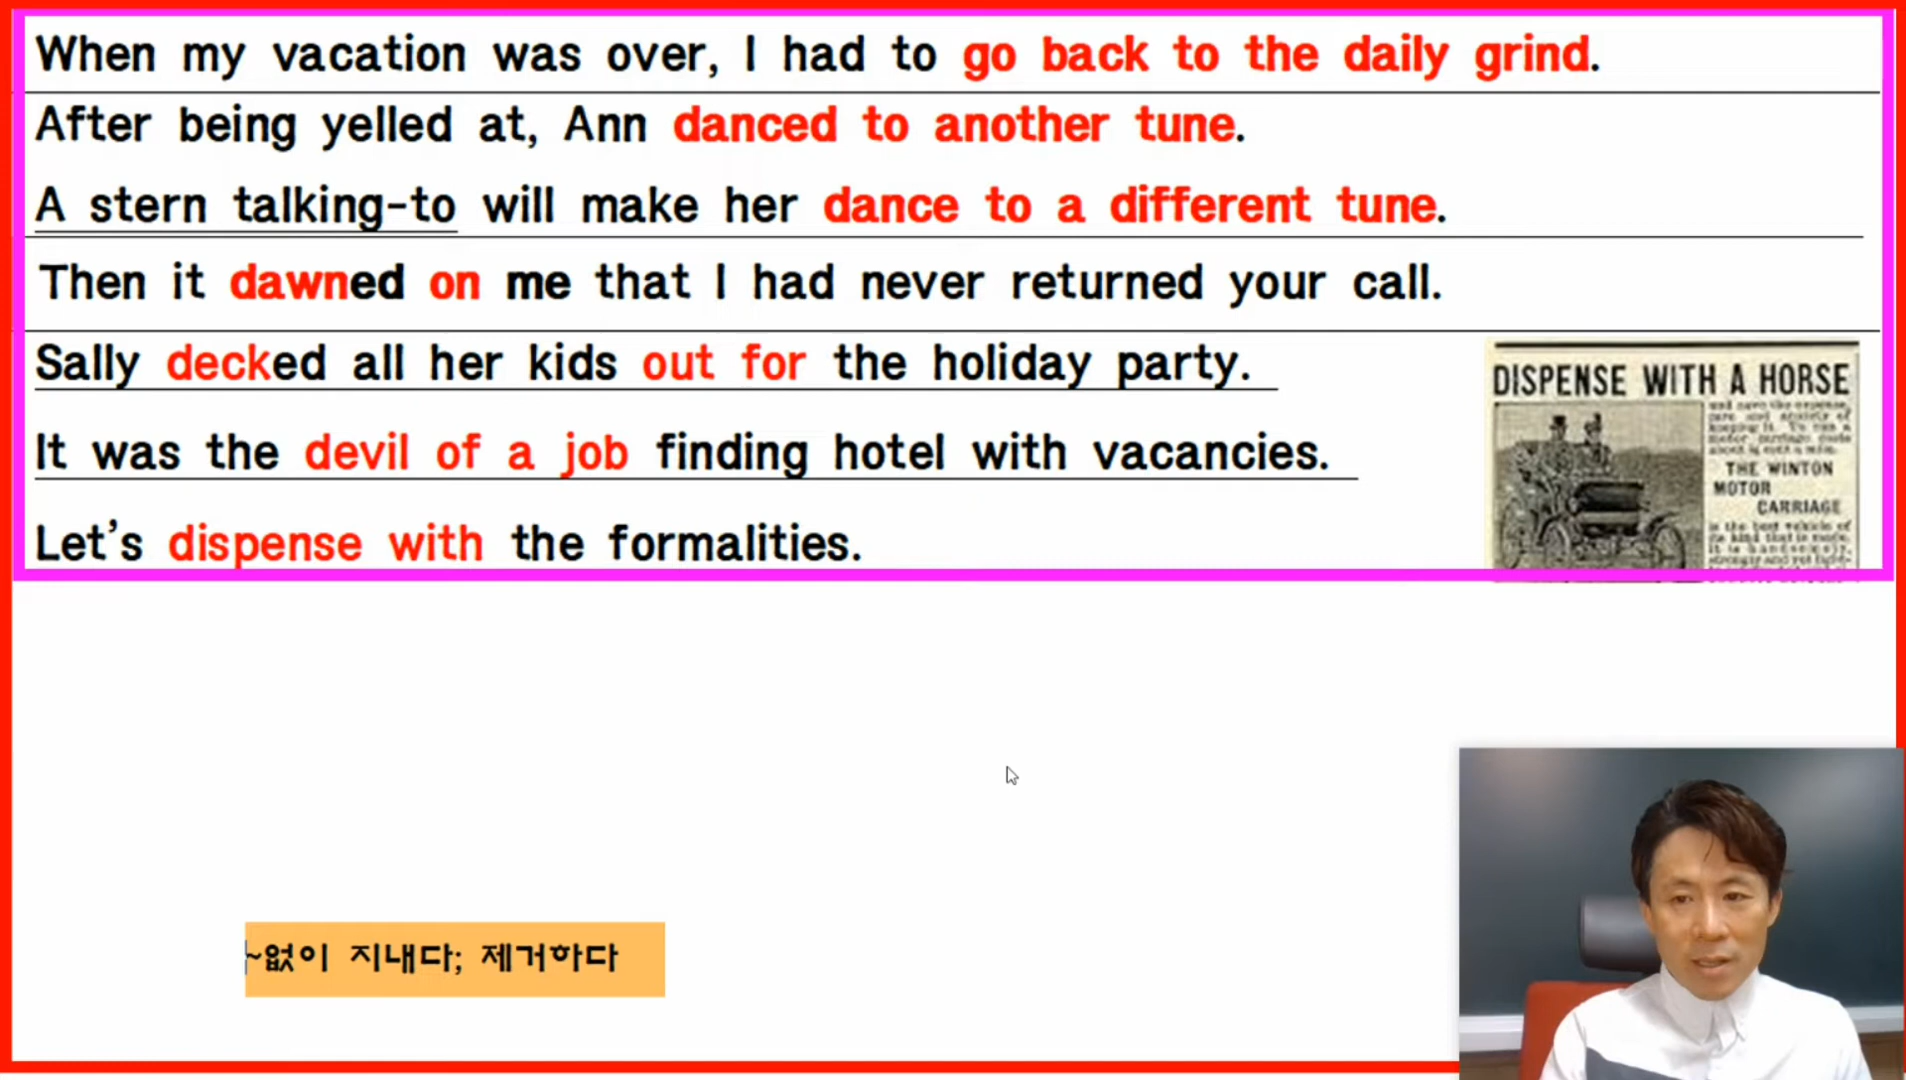 When my vacation was over, I had to go back to the daily grind.
After being yelled at, Ann danced to another tune.
A stern talking-to will make her dance to a different tune.
Then it dawned on me that I had never returned your call.
Sally decked all her kids out for the holiday party.
It was the devil of a job finding hotel with vacancies.
Let's dispense with the formalities.
DISPENSE WITH A HORSE
THE WINTON
MOTOR
CARRIAGE
~없이 지내다; 제거하다